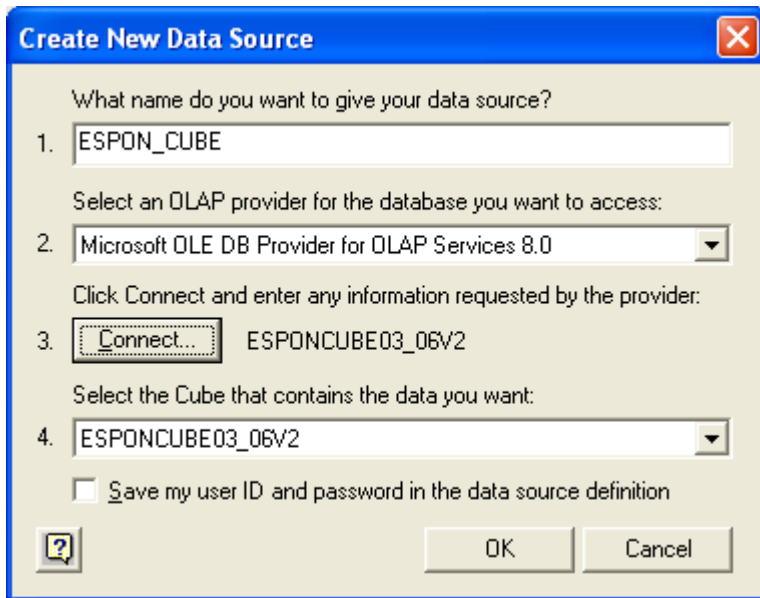 Create New Data Source
What name do you want to give your data source?
1. ESPON_CUBE
Select an OLAP provider for the database you want to access:
2. Microsoft OLE DB Provider for OLAP Services 8.0
Click Connect and enter any information requested by the provider:
3. Connect... ESPONCUBE03_06V2
Select the Cube that contains the data you want:
4. ESPONCUBE03_06V2
Save my user ID and password in the data source definition
? OK Cancel